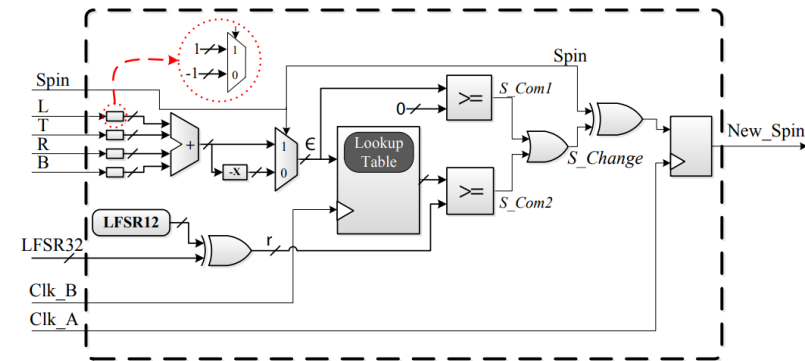 1
1
-1
0
Spin
Spin
L
T
R
B
+
-X
1
0
ϵ
Lookup
Table
0
>=
S_Com1
>=
S_Com2
S_Change
New_Spin
LFSR12
LFSR32
r
Clk_B
Clk_A